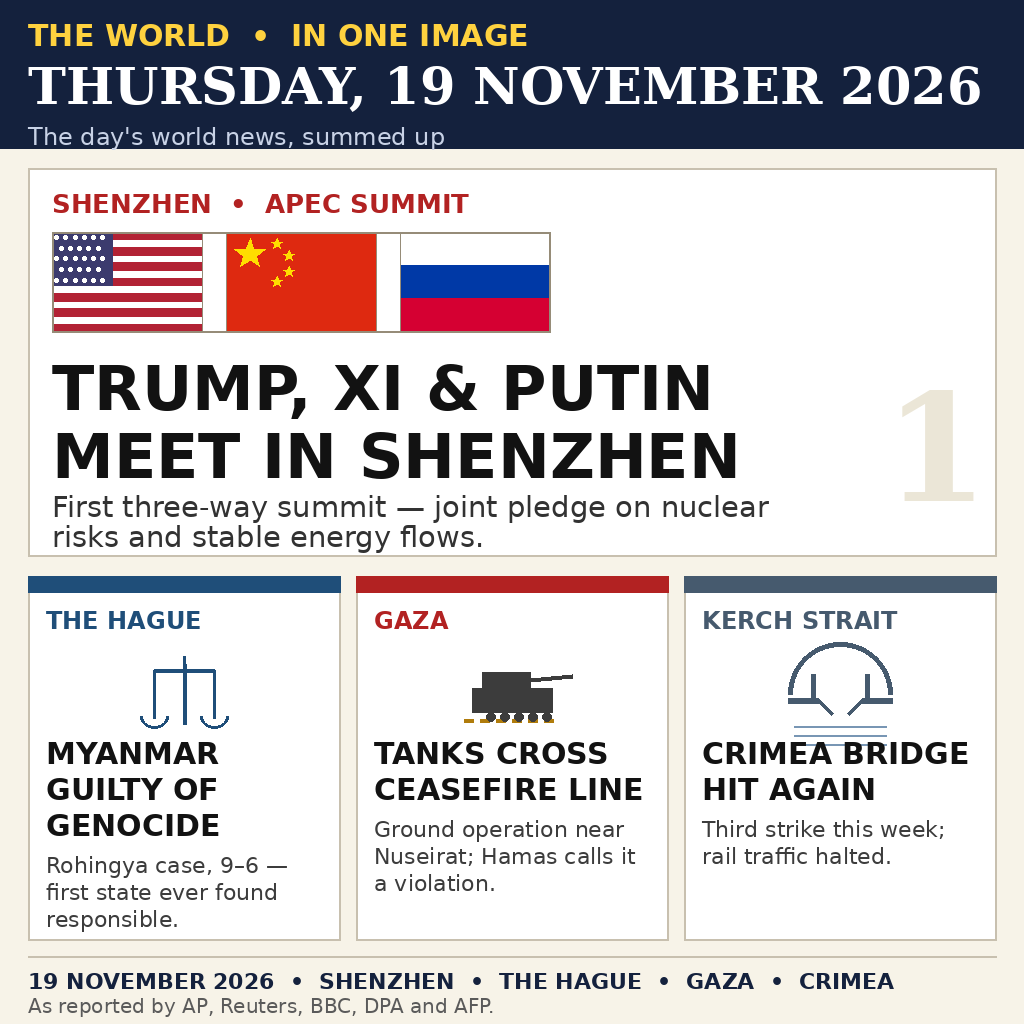 THE WORLD • IN ONE IMAGE
THURSDAY, 19 NOVEMBER 2026
The day's world news, summed up
SHENZHEN • APEC SUMMIT
TRUMP, XI & PUTIN
MEET IN SHENZHEN
1
First three-way summit — joint pledge on nuclear
risks and stable energy flows.
THE HAGUE
MYANMAR
GUILTY OF
GENOCIDE
Rohingya case, 9–6 —
first state ever found
responsible.
GAZA
TANKS CROSS
CEASEFIRE LINE
Ground operation near
Nuseirat; Hamas calls it
a violation.
KERCH STRAIT
CRIMEA BRIDGE
HIT AGAIN
Third strike this week;
rail traffic halted.
19 NOVEMBER 2026 • SHENZHEN • THE HAGUE • GAZA • CRIMEA
As reported by AP, Reuters, BBC, DPA and AFP.